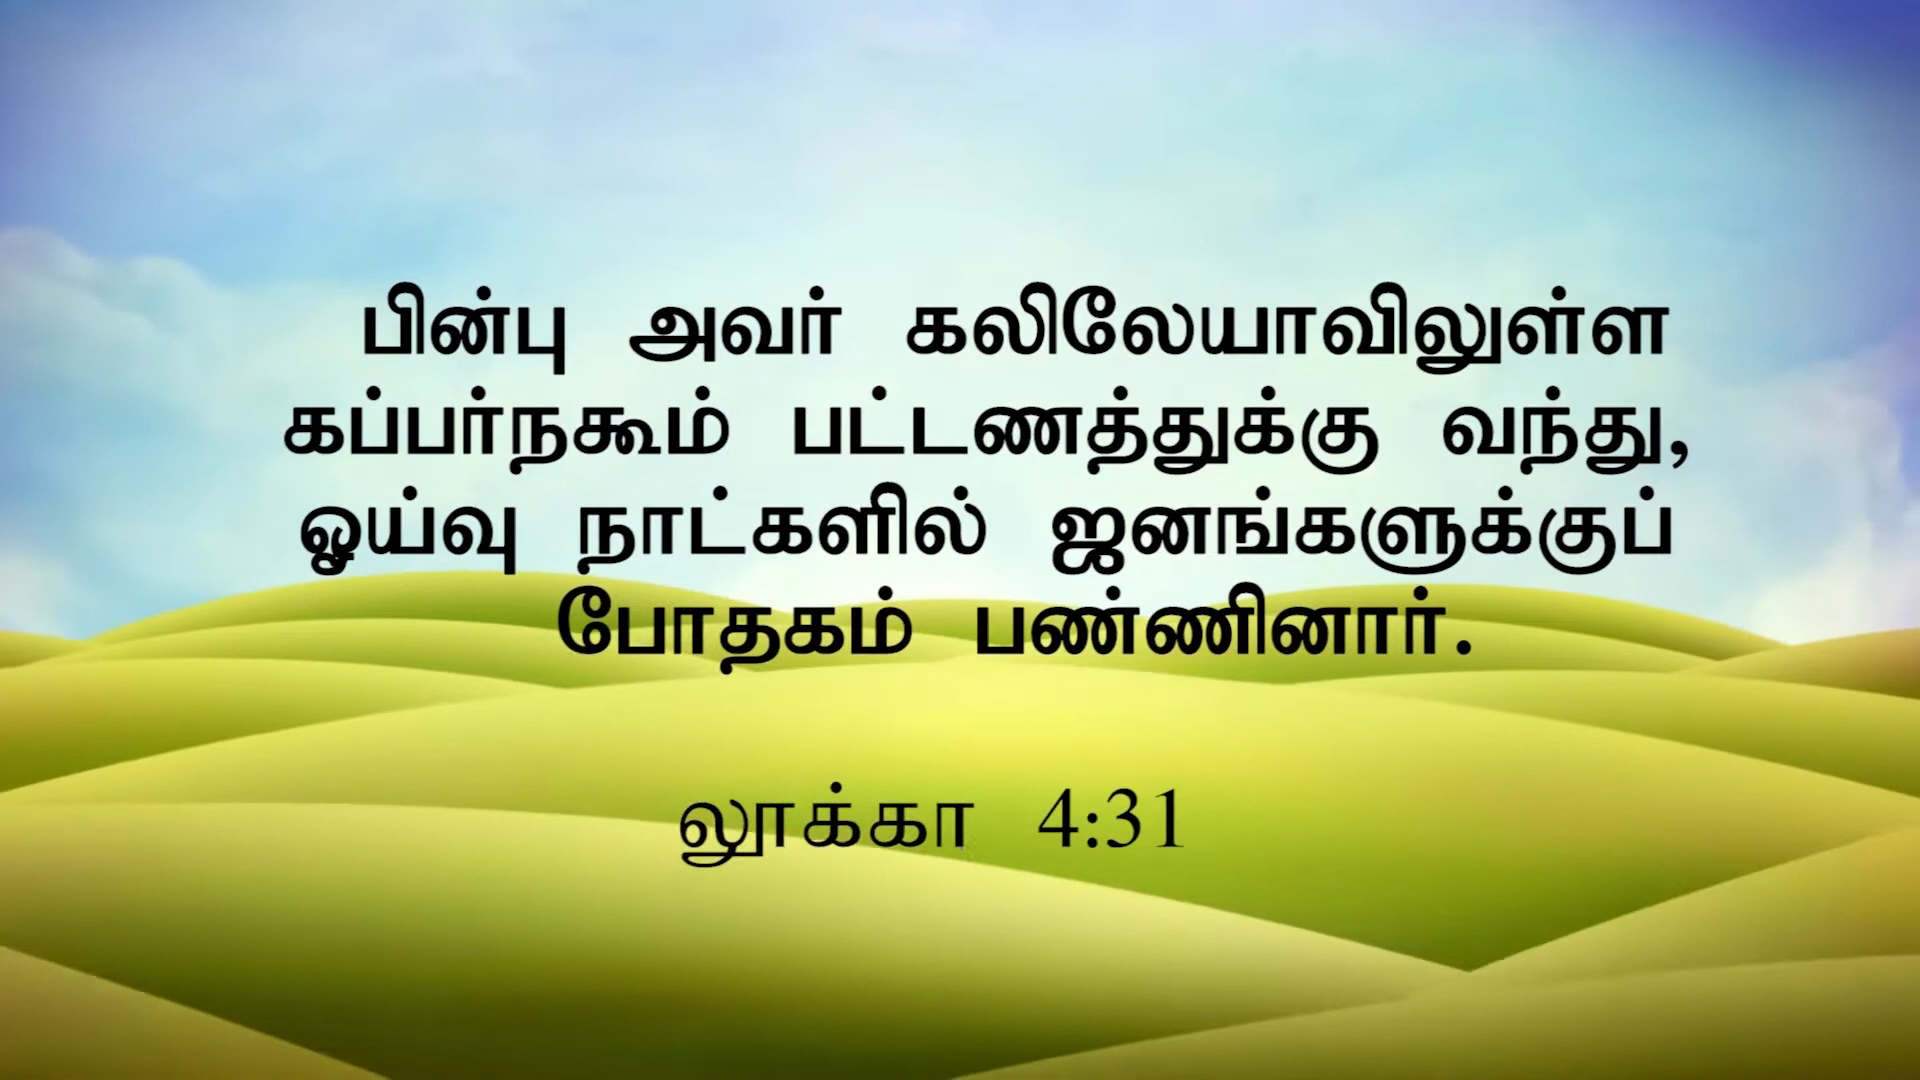 பின்பு அவர் கலிலேயாவிலுள்ள
கப்பர்நகூம் பட்டணத்துக்கு வந்து,
ஓய்வு நாட்களில் ஜனங்களுக்குப்
போதகம் பண்ணினார்.
லூக்கா 4:31